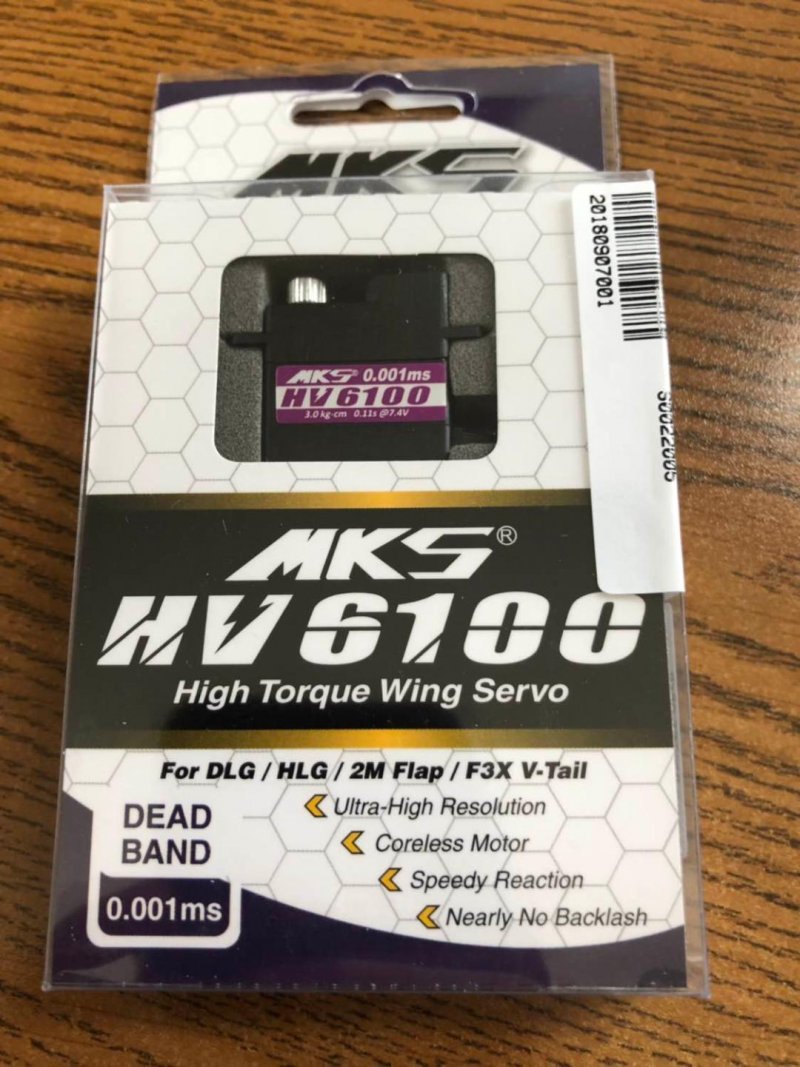 MKS
20180907001
S0022005
MKS® 0.001ms
HV6100
3.0 kg-cm 0.11s @7.4V
MKS®
HV6100
High Torque Wing Servo
For DLG / HLG / 2M Flap / F3X V-Tail
DEAD
BAND
0.001ms
Ultra-High Resolution
Coreless Motor
Speedy Reaction
Nearly No Backlash